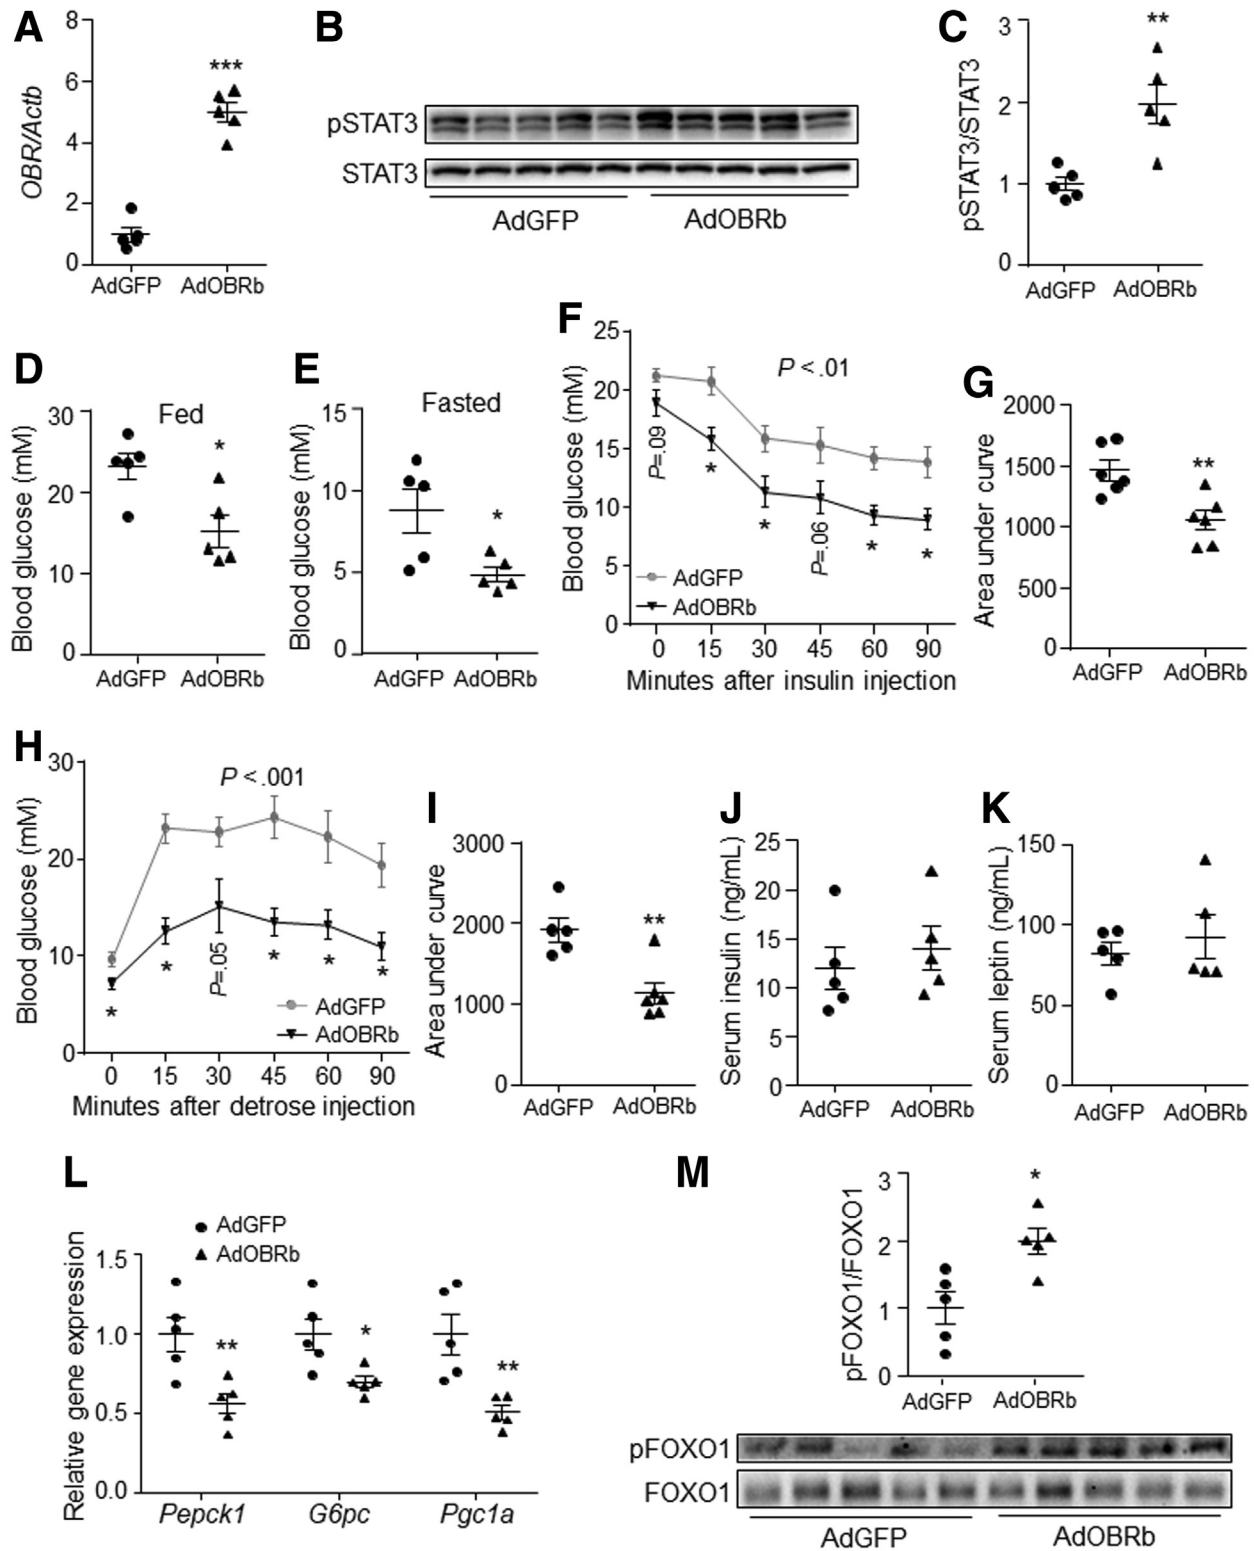 A
8
6
4
2
0
OBR/Actb
***
AdGFP AdOBRb
B
pSTAT3
STAT3
AdGFP AdOBRb
C
3
2
1
0
pSTAT3/STAT3
**
AdGFP AdOBRb
D
30
20
10
0
Blood glucose (mM)
Fed
*
AdGFP AdOBRb
E
15
10
5
0
Blood glucose (mM)
Fasted
*
AdGFP AdOBRb
F
25
20
15
10
5
0
Blood glucose (mM)
P < .01
P=.09
P=.06
*
*
*
*
AdGFP
AdOBRb
0 15 30 45 60 90
Minutes after insulin injection
G
2000
1500
1000
500
0
Area under curve
**
AdGFP AdOBRb
H
30
20
10
0
Blood glucose (mM)
P < .001
P=.05
*
*
*
*
*
AdGFP
AdOBRb
0 15 30 45 60 90
Minutes after detrose injection
I
3000
2000
1000
0
Area under curve
**
AdGFP AdOBRb
J
25
20
15
10
5
0
Serum insulin (ng/mL)
AdGFP AdOBRb
K
150
100
50
0
Serum leptin (ng/mL)
AdGFP AdOBRb
L
AdGFP
AdOBRb
1.5
1.0
0.5
0.0
Relative gene expression
**
*
**
Pepck1 G6pc Pgc1a
M
3
2
1
0
pFOXO1/FOXO1
*
AdGFP AdOBRb
pFOXO1
FOXO1
AdGFP AdOBRb